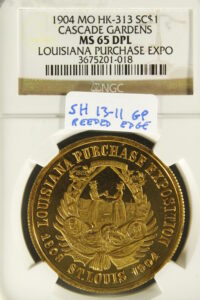 1904 MO HK-313 SC$1
CASCADE GARDENS
MS 65 DPL
LOUISIANA PURCHASE EXPO
3675201-018
NGC
SH 13-11 GP
REEDED EDGE
LOUISIANA PURCHASE EXPOSITION
1803 ST. LOUIS 1904